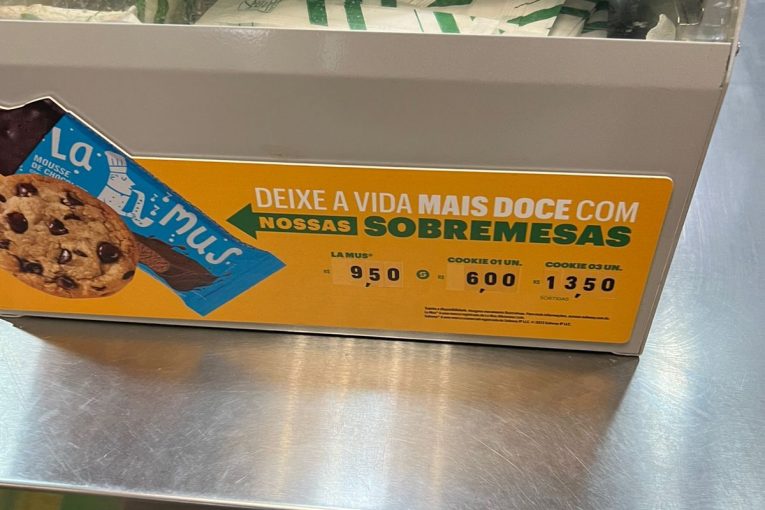 La
MOUSSE
DE CHOC
mus
DEIXE A VIDA MAIS DOCE COM
NOSSAS SOBREMESAS
LA MUS® COOKIE 01 UN. COOKIE 03 UN.
R$ 9,50 R$ 6,00 R$ 13,50
SORTIDAS